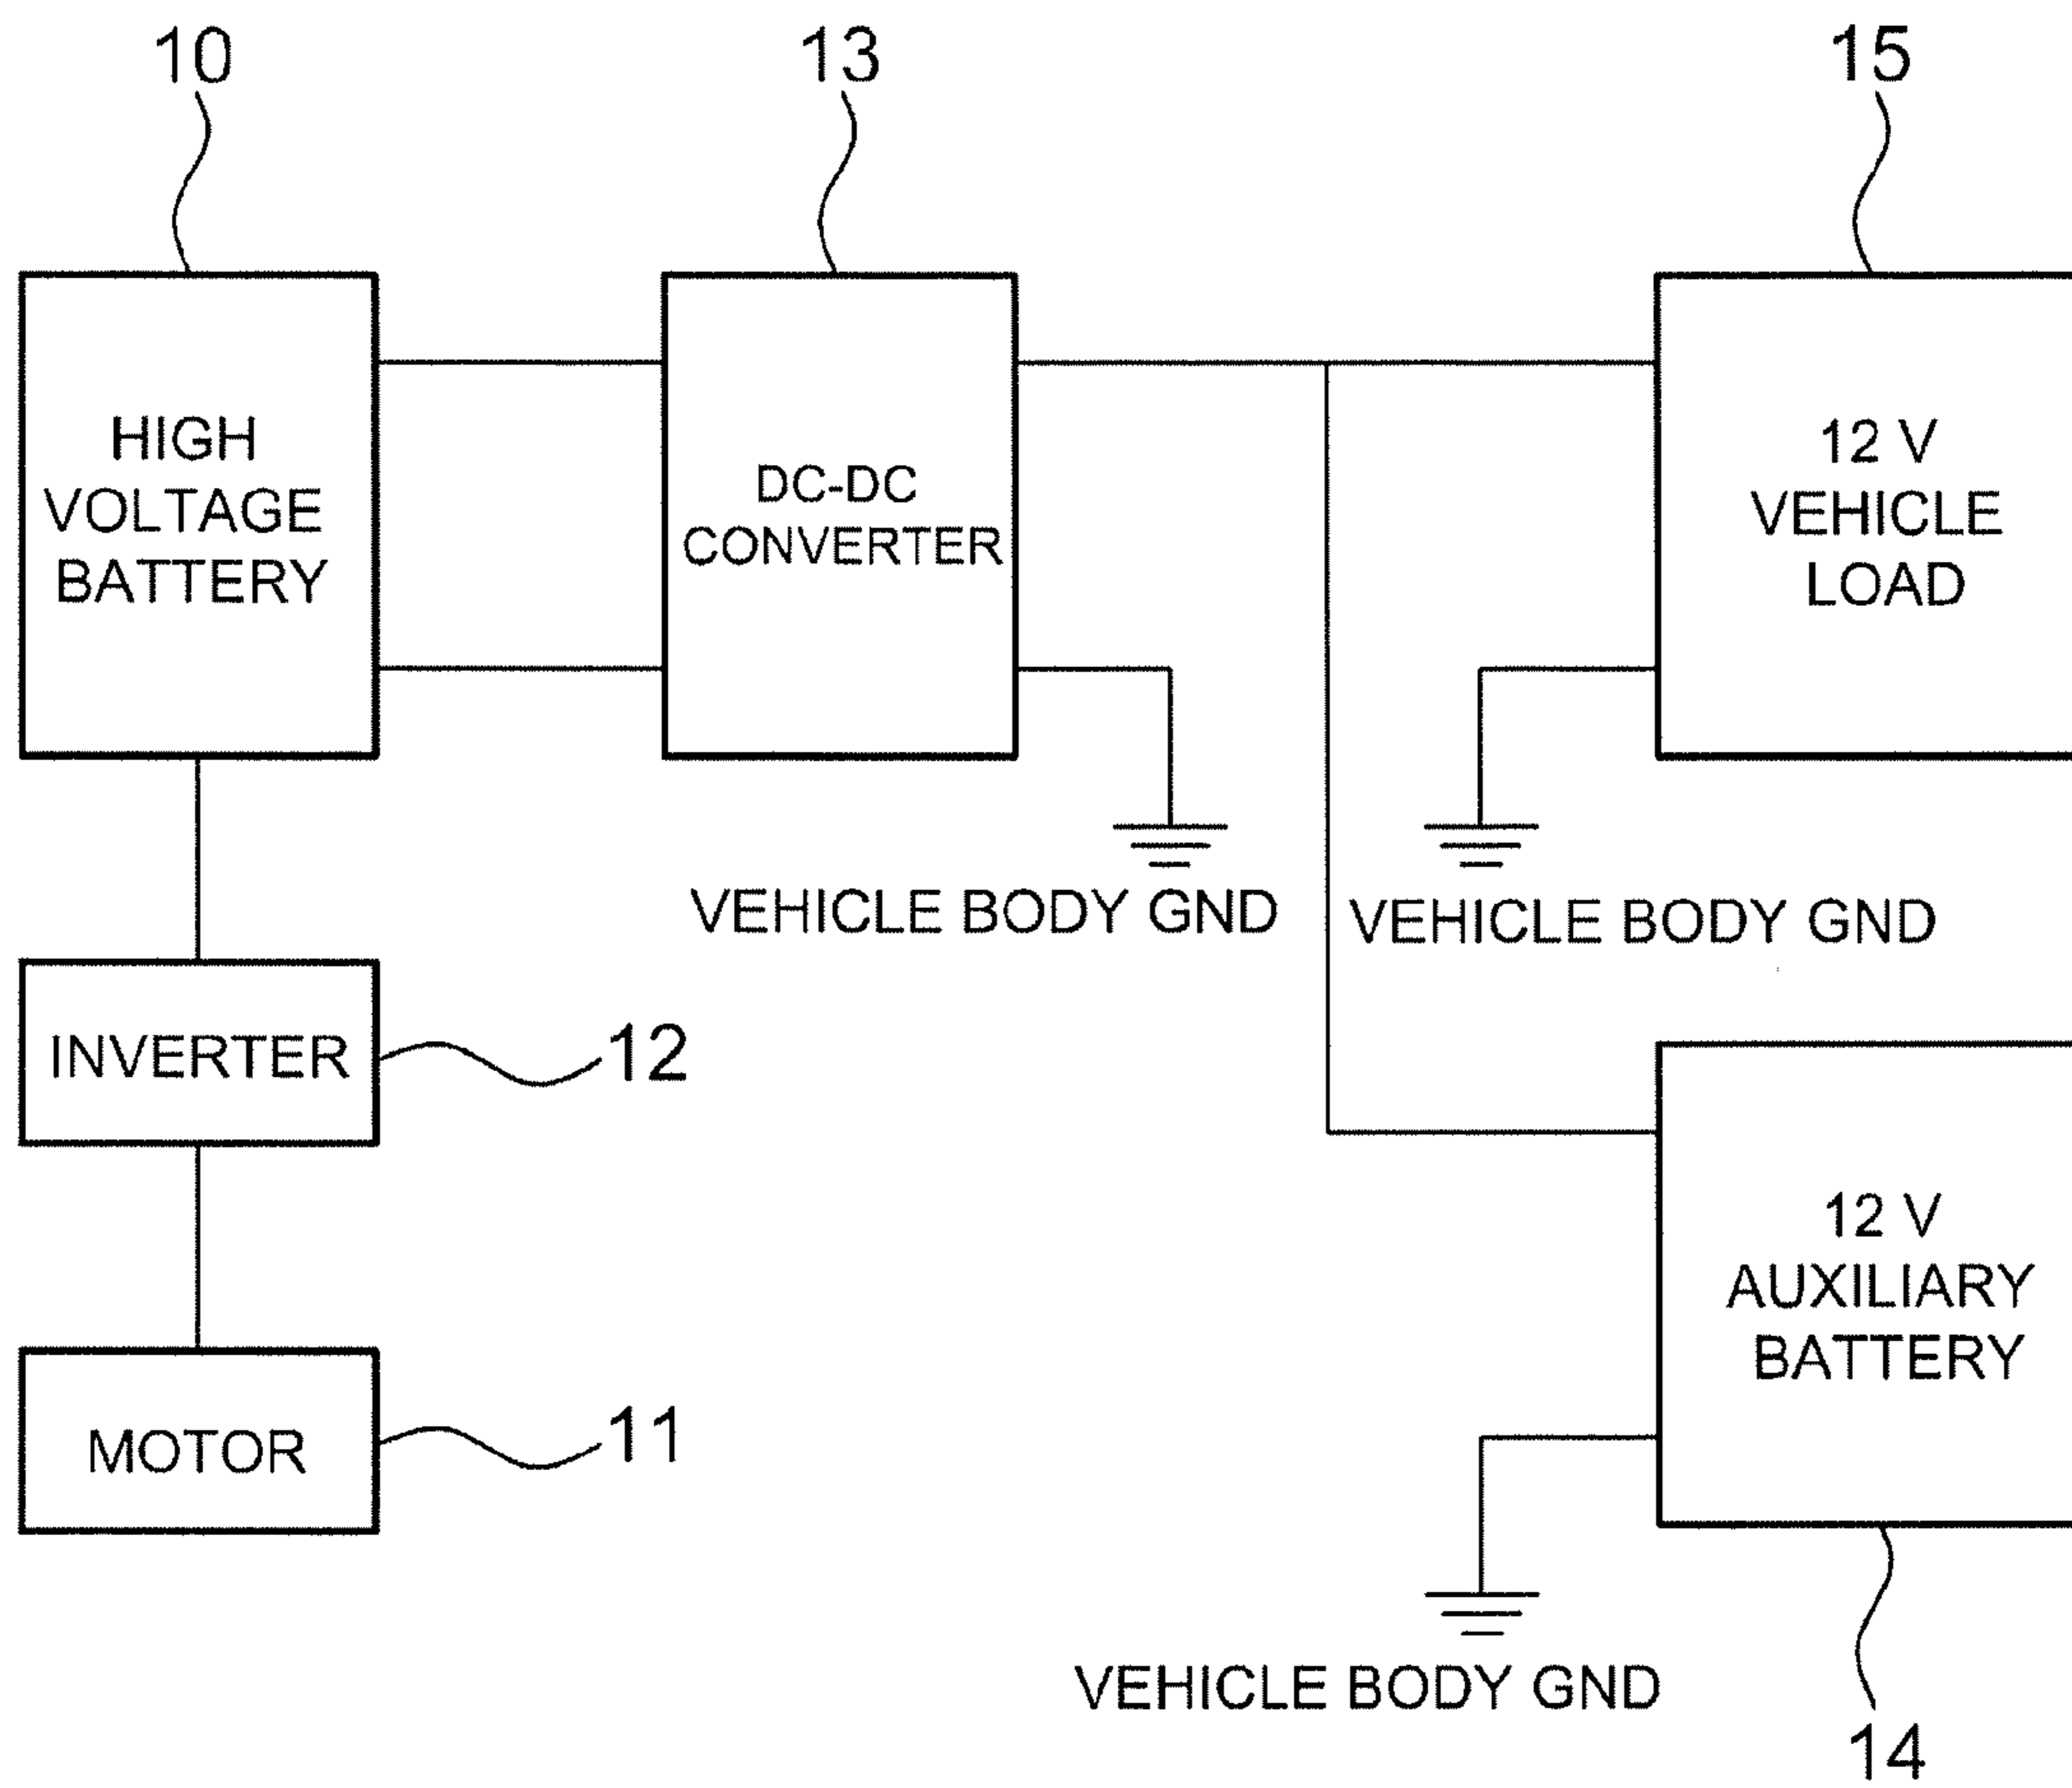 10
13
15
HIGH
VOLTAGE
BATTERY
DC-DC
CONVERTER
12 V
VEHICLE
LOAD
VEHICLE BODY GND
VEHICLE BODY GND
INVERTER
12
12 V
AUXILIARY
BATTERY
MOTOR
11
VEHICLE BODY GND
14